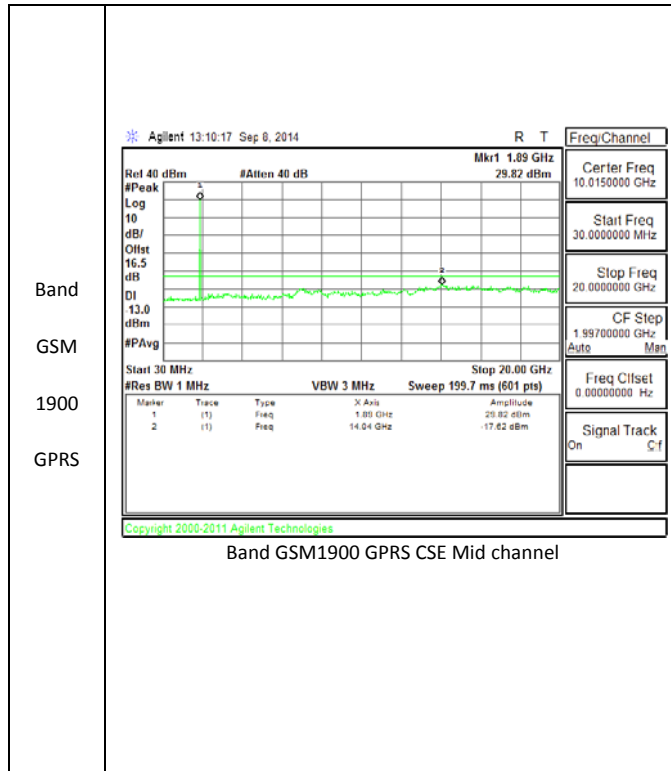 Band
GSM
1900
GPRS
Agilent 13:10:17 Sep 8, 2014 R T
Mkr1 1.89 GHz
Ref 40 dBm #Atten 40 dB 29.82 dBm
#Peak
Log
10
dB/
Offst
16.5
dB
DI
-13.0
dBm
#PAvg
1
2
Start 30 MHz Stop 20.00 GHz
#Res BW 1 MHz VBW 3 MHz Sweep 199.7 ms (601 pts)
Marker Trace Type X Axis Amplitude
1 (1) Freq 1.89 GHz 29.82 dBm
2 (1) Freq 14.04 GHz -17.62 dBm
Copyright 2000-2011 Agilent Technologies
Freq/Channel
Center Freq
10.0150000 GHz
Start Freq
30.0000000 MHz
Stop Freq
20.0000000 GHz
CF Step
1.99700000 GHz
Auto Man
Freq Offset
0.00000000 Hz
Signal Track
On Off
Band GSM1900 GPRS CSE Mid channel